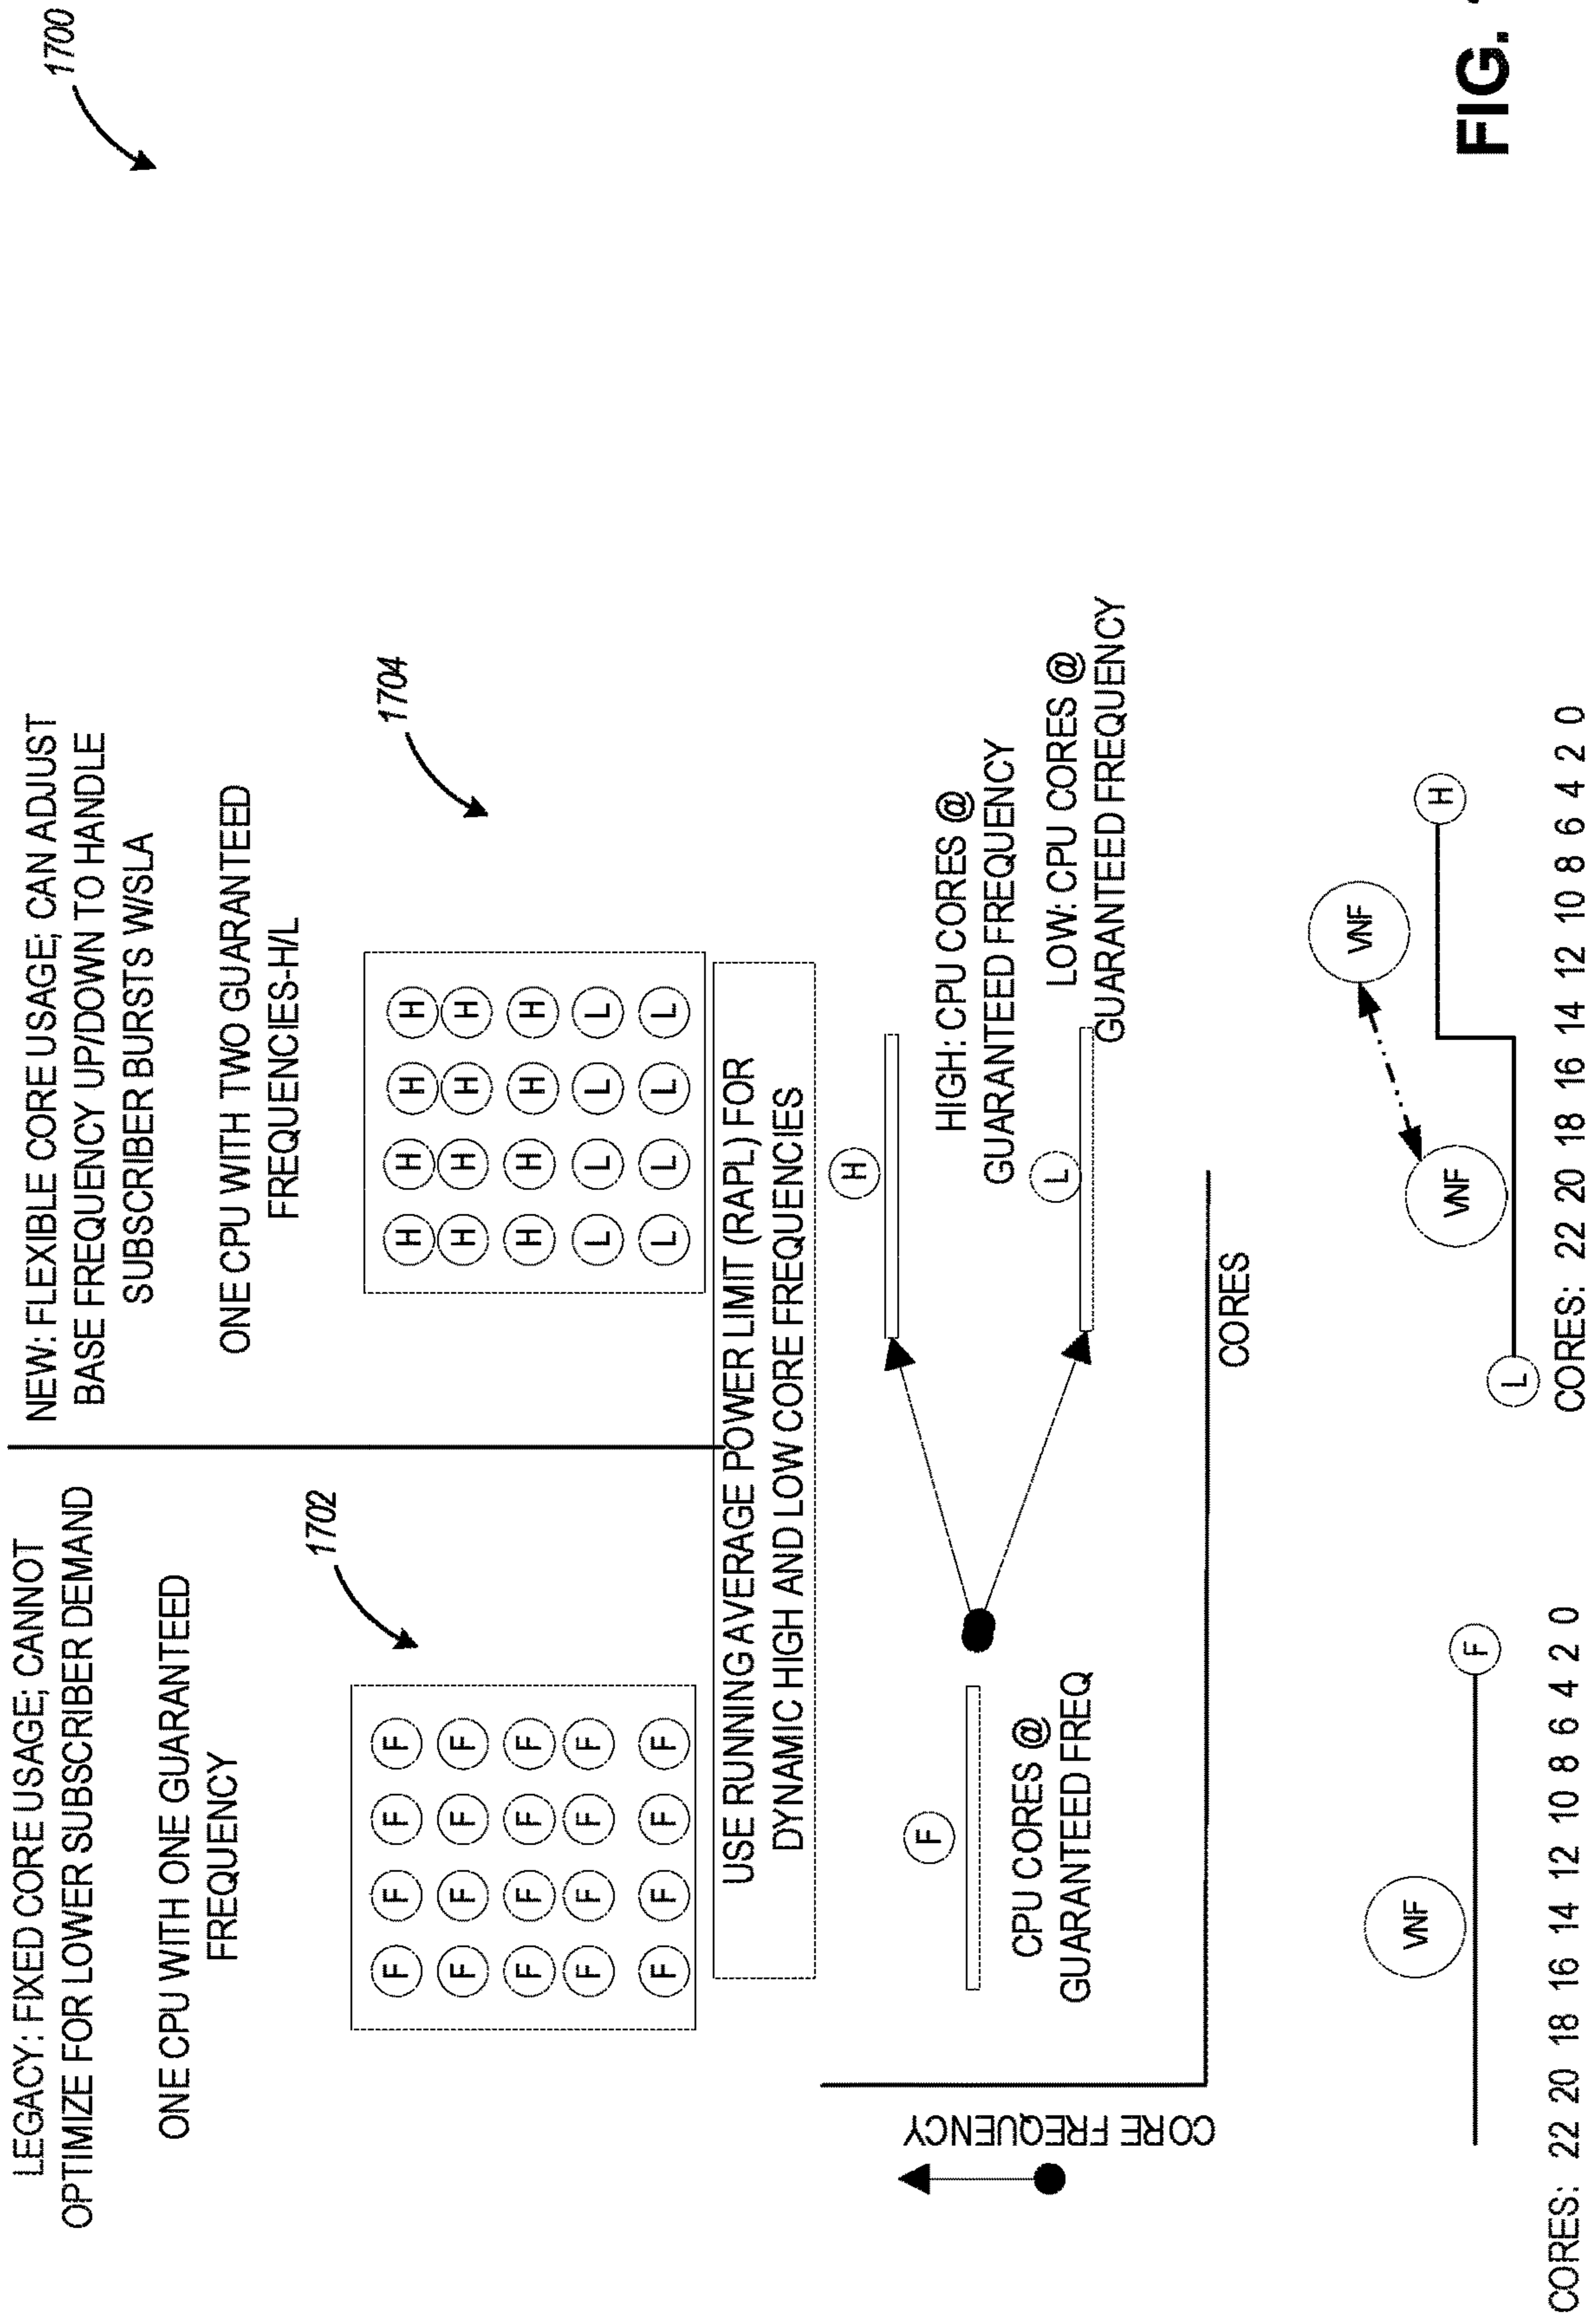 1700
LEGACY: FIXED CORE USAGE; CANNOT
OPTIMIZE FOR LOWER SUBSCRIBER DEMAND
ONE CPU WITH ONE GUARANTEED
FREQUENCY
1702
F F F F
F F F F
F F F F
F F F F
F F F F
NEW: FLEXIBLE CORE USAGE; CAN ADJUST
BASE FREQUENCY UP/DOWN TO HANDLE
SUBSCRIBER BURSTS W/SLA
ONE CPU WITH TWO GUARANTEED
FREQUENCIES-H/L
1704
H H H H
H H H H
H H H H
L L L L
L L L L
USE RUNNING AVERAGE POWER LIMIT (RAPL) FOR
DYNAMIC HIGH AND LOW CORE FREQUENCIES
CORE FREQUENCY
F
CPU CORES @
GUARANTEED FREQ
H
HIGH: CPU CORES @
GUARANTEED FREQUENCY
L
LOW: CPU CORES @
GUARANTEED FREQUENCY
CORES
VNF
F
CORES: 22 20 18 16 14 12 10 8 6 4 2 0
VNF
VNF
H
L
CORES: 22 20 18 16 14 12 10 8 6 4 2 0
FIG.